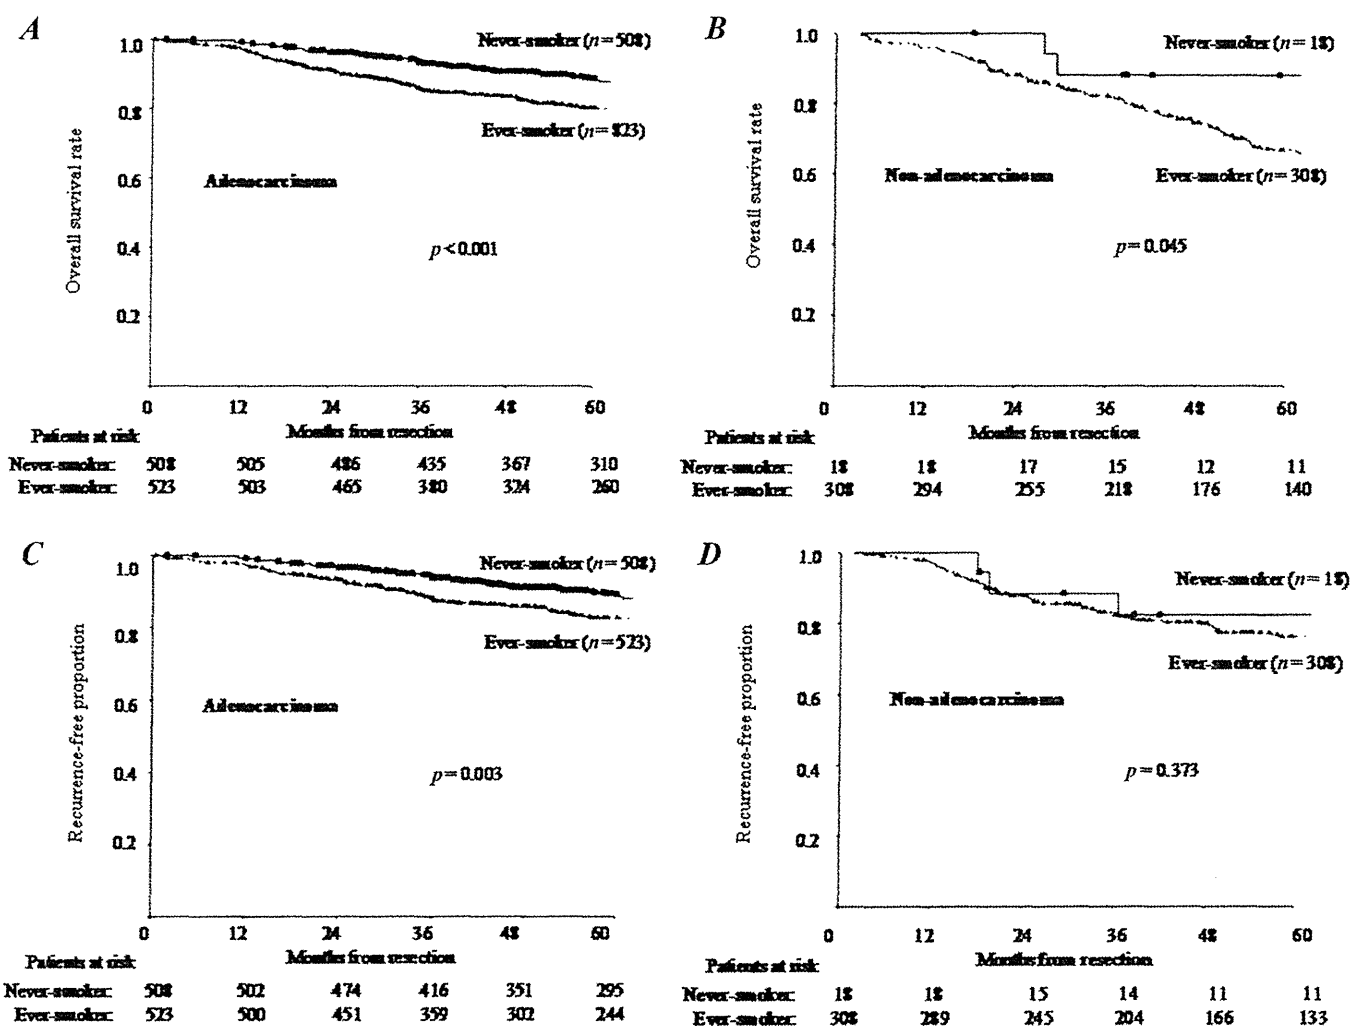 A
Overall survival rate
1.0
0.8
0.6
0.4
0.2
Never-smoker (n=508)
Ever-smoker (n=823)
Adenocarcinoma
p<0.001
0 12 24 36 48 60
Months from resection
Patients at risk:
Never-smoker: 508 505 486 435 367 310
Ever-smoker: 523 503 465 380 324 260
B
Overall survival rate
1.0
0.8
0.6
0.4
0.2
Never-smoker (n=18)
Ever-smoker (n=308)
Non-adenocarcinoma
p=0.045
0 12 24 36 48 60
Months from resection
Patients at risk:
Never-smoker: 18 18 17 15 12 11
Ever-smoker: 308 294 255 218 176 140
C
Recurrence-free proportion
1.0
0.8
0.6
0.4
0.2
Never-smoker (n=508)
Ever-smoker (n=523)
Adenocarcinoma
p=0.003
0 12 24 36 48 60
Months from resection
Patients at risk:
Never-smoker: 508 502 474 416 351 295
Ever-smoker: 523 500 451 359 302 244
D
Recurrence-free proportion
1.0
0.8
0.6
0.4
0.2
Never-smoker (n=18)
Ever-smoker (n=308)
Non-adenocarcinoma
p=0.373
0 12 24 36 48 60
Months from resection
Patients at risk:
Never-smoker: 18 18 15 14 11 11
Ever-smoker: 308 289 245 204 166 133